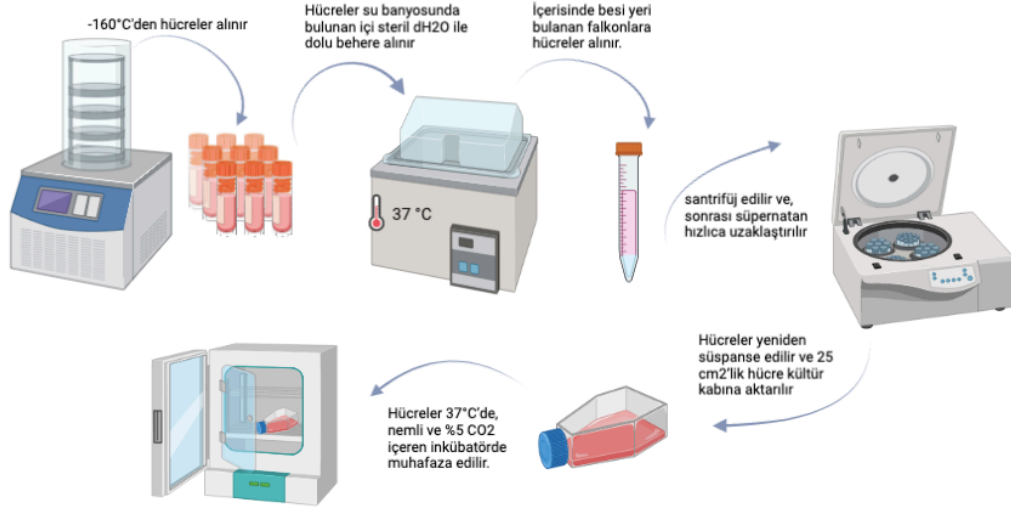 -160°C'den hücreler alınır
Hücreler su banyosunda
bulunan içi steril dH2O ile
dolu behere alınır
İçerisinde besi yeri
bulanan falkonlara
hücreler alınır.
37 °C
santrifüj edilir ve,
sonrası süpernatan
hızlıca uzaklaştırılır
Hücreler yeniden
süspanse edilir ve 25
cm2'lik hücre kültür
kabına aktarılır
Hücreler 37°C'de,
nemli ve %5 CO2
içeren inkübatörde
muhafaza edilir.